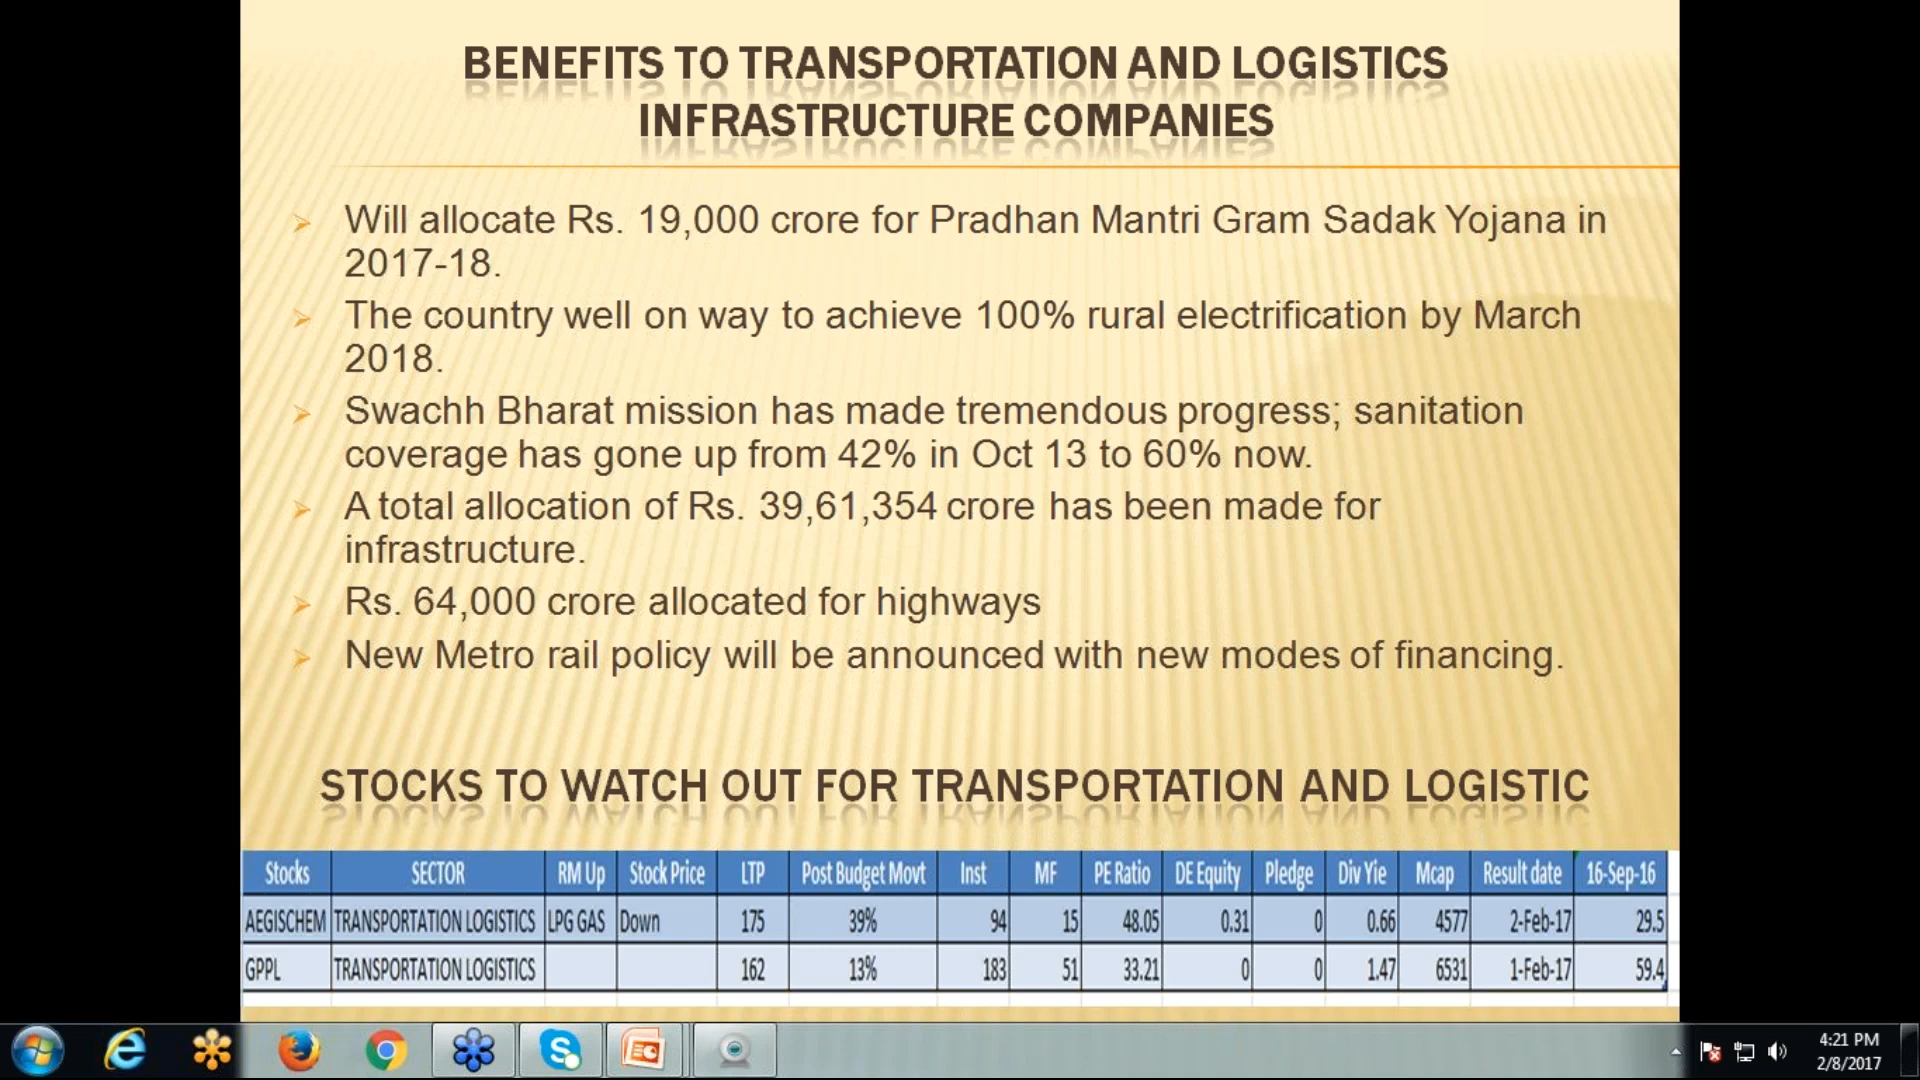 BENEFITS TO TRANSPORTATION AND LOGISTICS
INFRASTRUCTURE COMPANIES
Will allocate Rs. 19,000 crore for Pradhan Mantri Gram Sadak Yojana in
2017-18.
The country well on way to achieve 100% rural electrification by March
2018.
Swachh Bharat mission has made tremendous progress; sanitation
coverage has gone up from 42% in Oct 13 to 60% now.
A total allocation of Rs. 39,61,354 crore has been made for
infrastructure.
Rs. 64,000 crore allocated for highways
New Metro rail policy will be announced with new modes of financing.
STOCKS TO WATCH OUT FOR TRANSPORTATION AND LOGISTIC
Stocks SECTOR RM Up Stock Price LTP Post Budget Movt Inst MF PE Ratio DE Equity Pledge Div Yie Mcap Result date 16-Sep-16
AEGISCHEM TRANSPORTATION LOGISTICS LPG GAS Down 175 39% 94 15 48.05 0.31 0 0.66 4577 2-Feb-17 29.5
GPPL TRANSPORTATION LOGISTICS 162 13% 183 51 33.21 0 0 1.47 6531 1-Feb-17 59.4
4:21 PM
2/8/2017